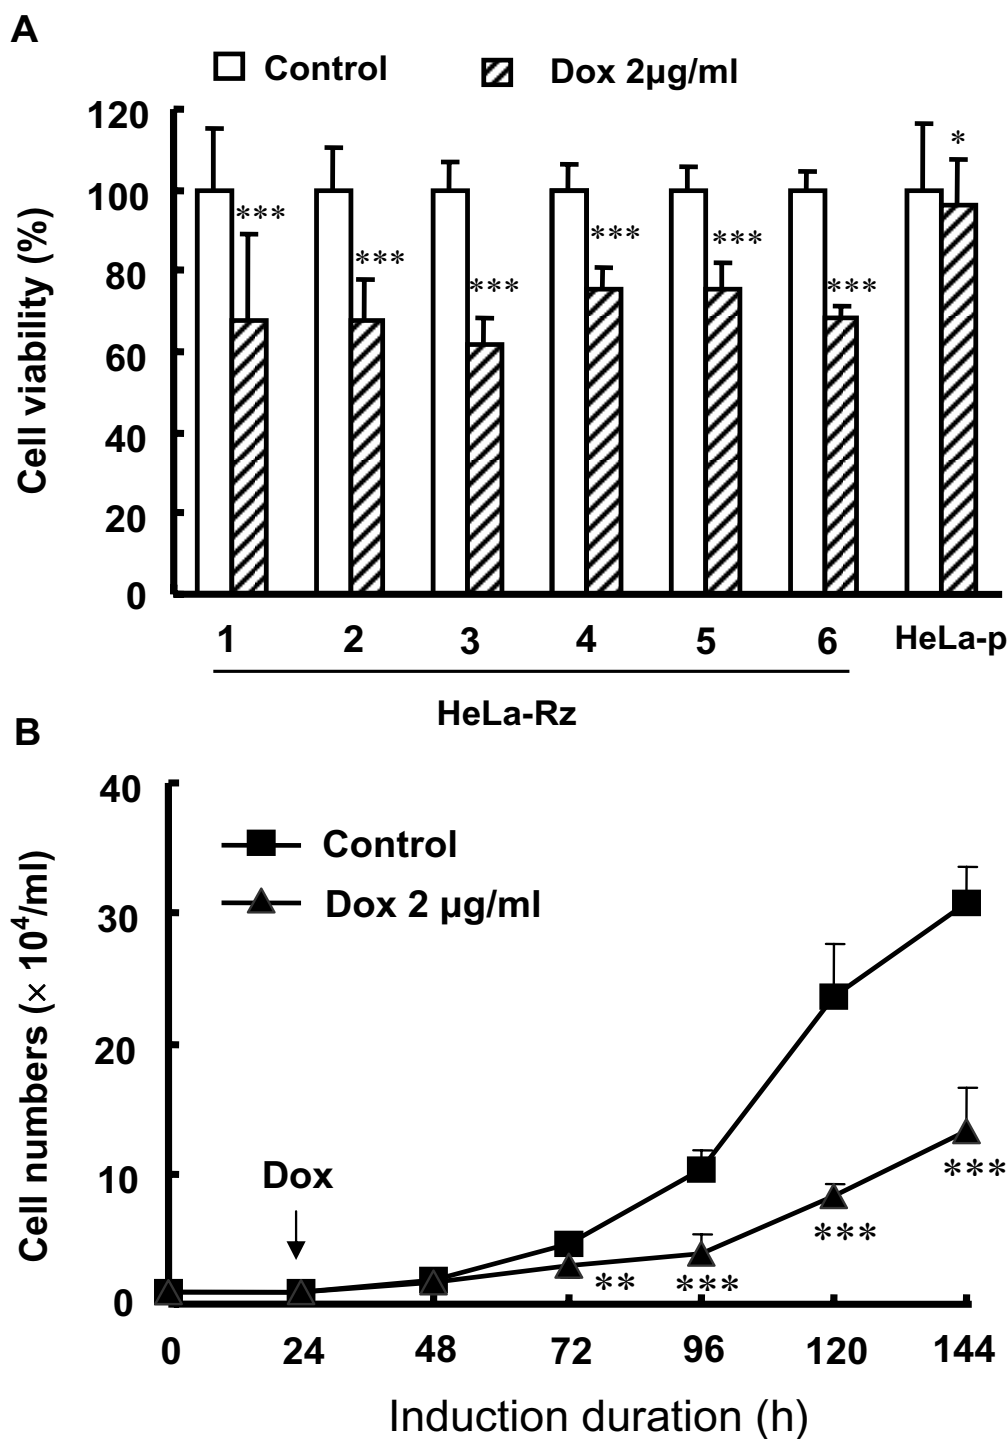 A
Control Dox 2µg/ml
Cell viability (%)
120
100
80
60
40
20
0
*** *** *** *** *** *** *
1 2 3 4 5 6 HeLa-p
HeLa-Rz
B
Cell numbers (× 10⁴/ml)
40
30
20
10
0
Control
Dox 2 µg/ml
Dox
** *** *** ***
0 24 48 72 96 120 144
Induction duration (h)